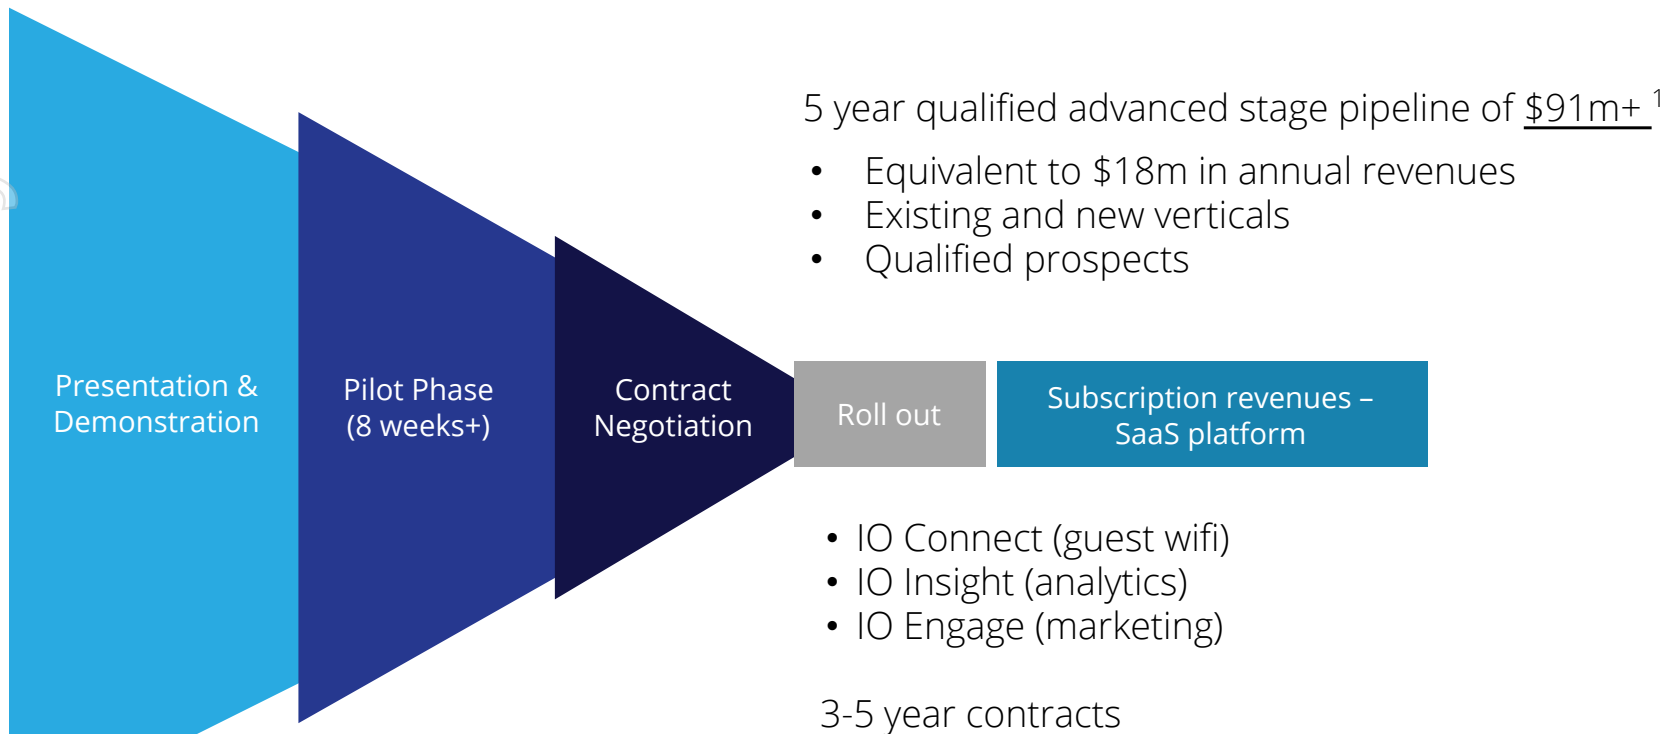 5 year qualified advanced stage pipeline of $91m+ 1
• Equivalent to $18m in annual revenues
• Existing and new verticals
• Qualified prospects
Presentation &
Demonstration
Pilot Phase
(8 weeks+)
Contract
Negotiation
Roll out
Subscription revenues –
SaaS platform
• IO Connect (guest wifi)
• IO Insight (analytics)
• IO Engage (marketing)
3-5 year contracts